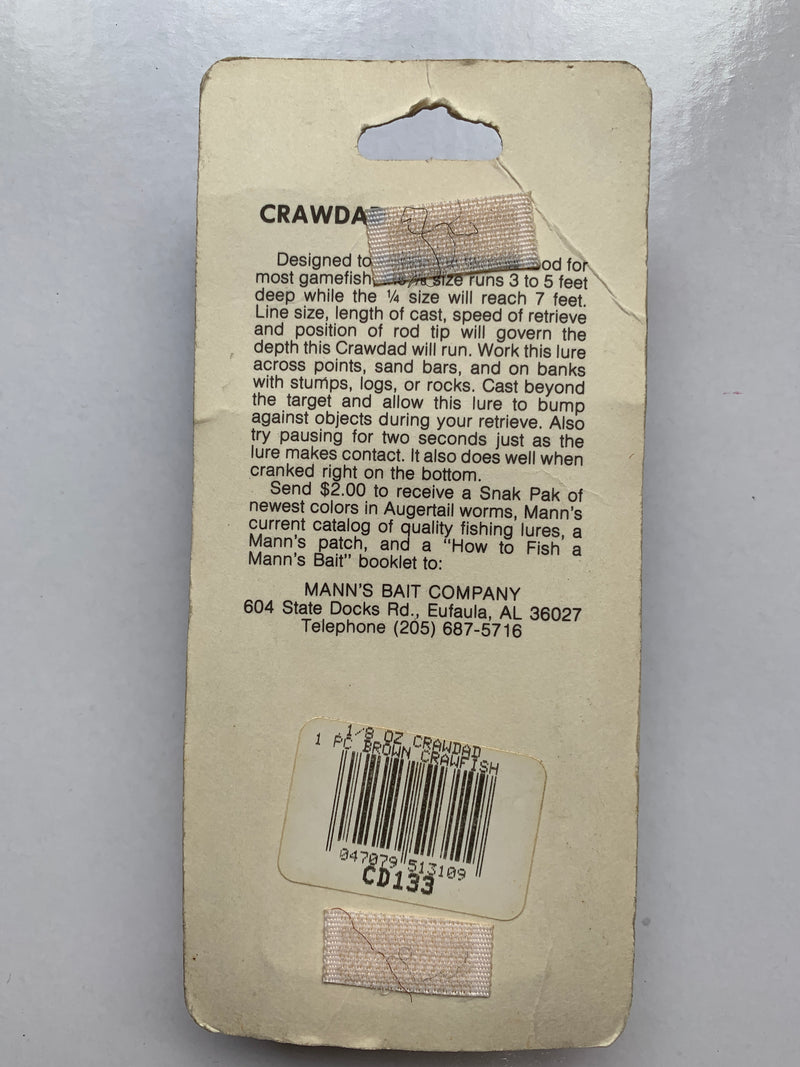 CRAWDAD
Designed to
most gamefish. size runs 3 to 5 feet
deep while the ¼ size will reach 7 feet.
Line size, length of cast, speed of retrieve
and position of rod tip will govern the
depth this Crawdad will run. Work this lure
across points, sand bars, and on banks
with stumps, logs, or rocks. Cast beyond
the target and allow this lure to bump
against objects during your retrieve. Also
try pausing for two seconds just as the
lure makes contact. It also does well when
cranked right on the bottom.
Send $2.00 to receive a Snak Pak of
newest colors in Augertail worms, Mann's
current catalog of quality fishing lures, a
Mann's patch, and a "How to Fish a
Mann's Bait" booklet to:
MANN'S BAIT COMPANY
604 State Docks Rd., Eufaula, AL 36027
Telephone (205) 687-5716
1/8 OZ CRAWDAD
1 PC BROWN CRAWFISH
047079 513109
CD133